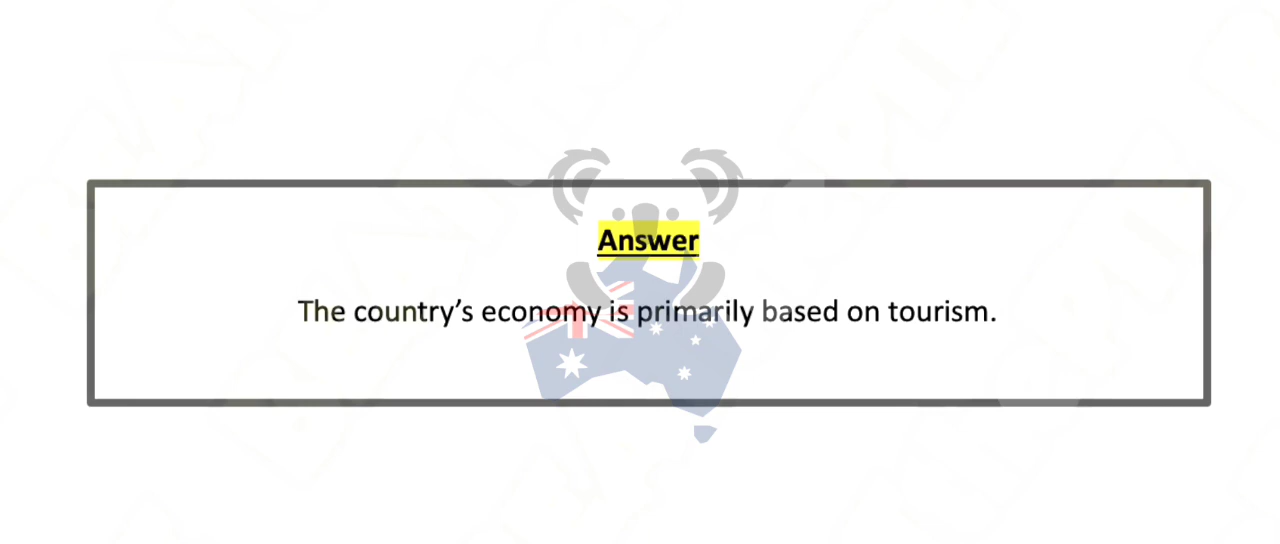 Answer
The country’s economy is primarily based on tourism.